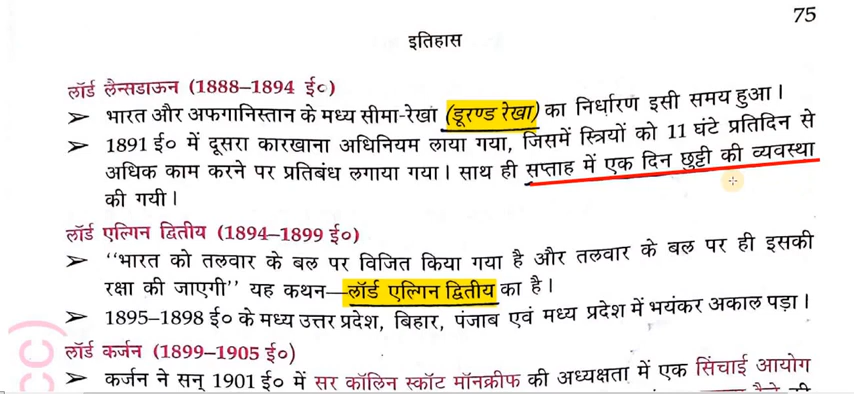 75
इतिहास
लॉर्ड लैन्सडाऊन (1888–1894 ई०)
➢ भारत और अफगानिस्तान के मध्य सीमा-रेखा (डूरण्ड रेखा) का निर्धारण इसी समय हुआ।
➢ 1891 ई० में दूसरा कारखाना अधिनियम लाया गया, जिसमें स्त्रियों को 11 घंटे प्रतिदिन से
अधिक काम करने पर प्रतिबंध लगाया गया। साथ ही सप्ताह में एक दिन छुट्टी की व्यवस्था
की गयी।
लॉर्ड एल्गिन द्वितीय (1894–1899 ई०)
➢ ‘‘भारत को तलवार के बल पर विजित किया गया है और तलवार के बल पर ही इसकी
रक्षा की जाएगी’’ यह कथन—लॉर्ड एल्गिन द्वितीय का है।
➢ 1895–1898 ई० के मध्य उत्तर प्रदेश, बिहार, पंजाब एवं मध्य प्रदेश में भयंकर अकाल पड़ा।
लॉर्ड कर्जन (1899–1905 ई०)
➢ कर्जन ने सन् 1901 ई० में सर कॉलिन स्कॉट मॉनक्रीफ की अध्यक्षता में एक सिंचाई आयोग